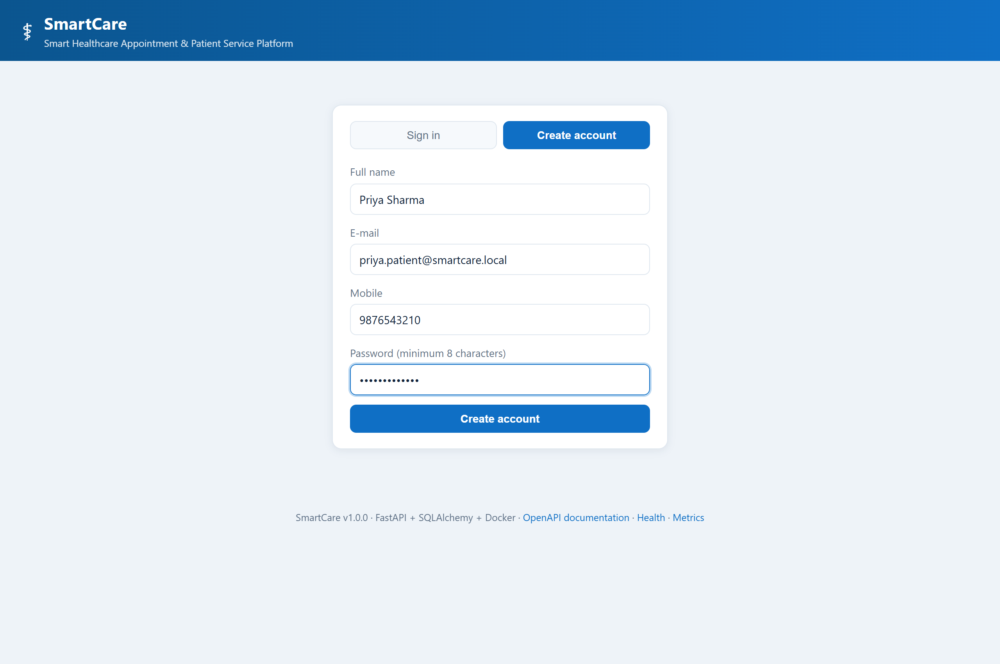 SmartCare
Smart Healthcare Appointment & Patient Service Platform
Sign in
Create account
Full name
Priya Sharma
E-mail
priya.patient@smartcare.local
Mobile
9876543210
Password (minimum 8 characters)
•••••••••••••
Create account
SmartCare v1.0.0 · FastAPI + SQLAlchemy + Docker · OpenAPI documentation · Health · Metrics